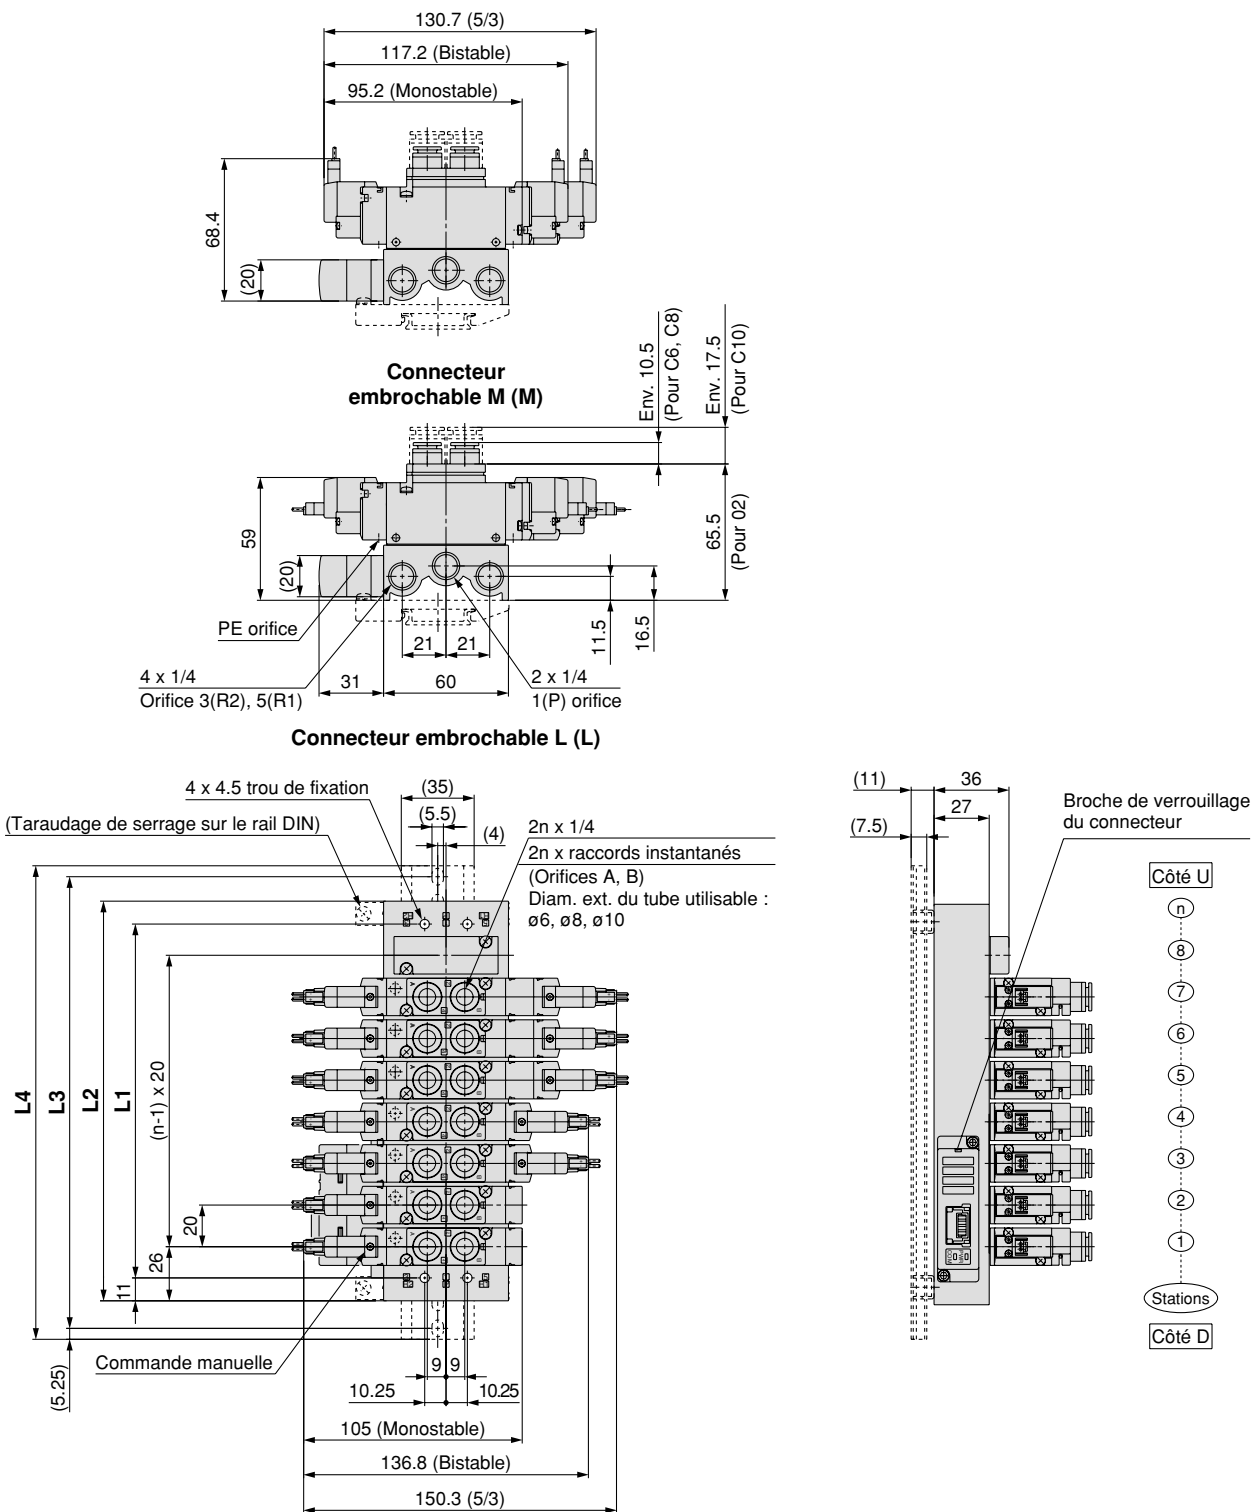 130.7 (5/3)
117.2 (Bistable)
95.2 (Monostable)
68.4
(20)
Connecteur
embrochable M (M)
Env. 10.5
(Pour C6, C8)
Env. 17.5
(Pour C10)
59
(20)
65.5
(Pour 02)
PE orifice
21
21
11.5
16.5
4 x 1/4
Orifice 3(R2), 5(R1)
31
60
2 x 1/4
1(P) orifice
Connecteur embrochable L (L)
4 x 4.5 trou de fixation
(35)
(5.5)
(4)
(Taraudage de serrage sur le rail DIN)
2n x 1/4
2n x raccords instantanés
(Orifices A, B)
Diam. ext. du tube utilisable :
ø6, ø8, ø10
L4
L3
L2
L1
(n-1) x 20
20
26
11
(5.25)
Commande manuelle
9
9
10.25
10.25
105 (Monostable)
136.8 (Bistable)
150.3 (5/3)
(11)
36
(7.5)
27
Broche de verrouillage
du connecteur
Côté U
n
8
7
6
5
4
3
2
1
Stations
Côté D